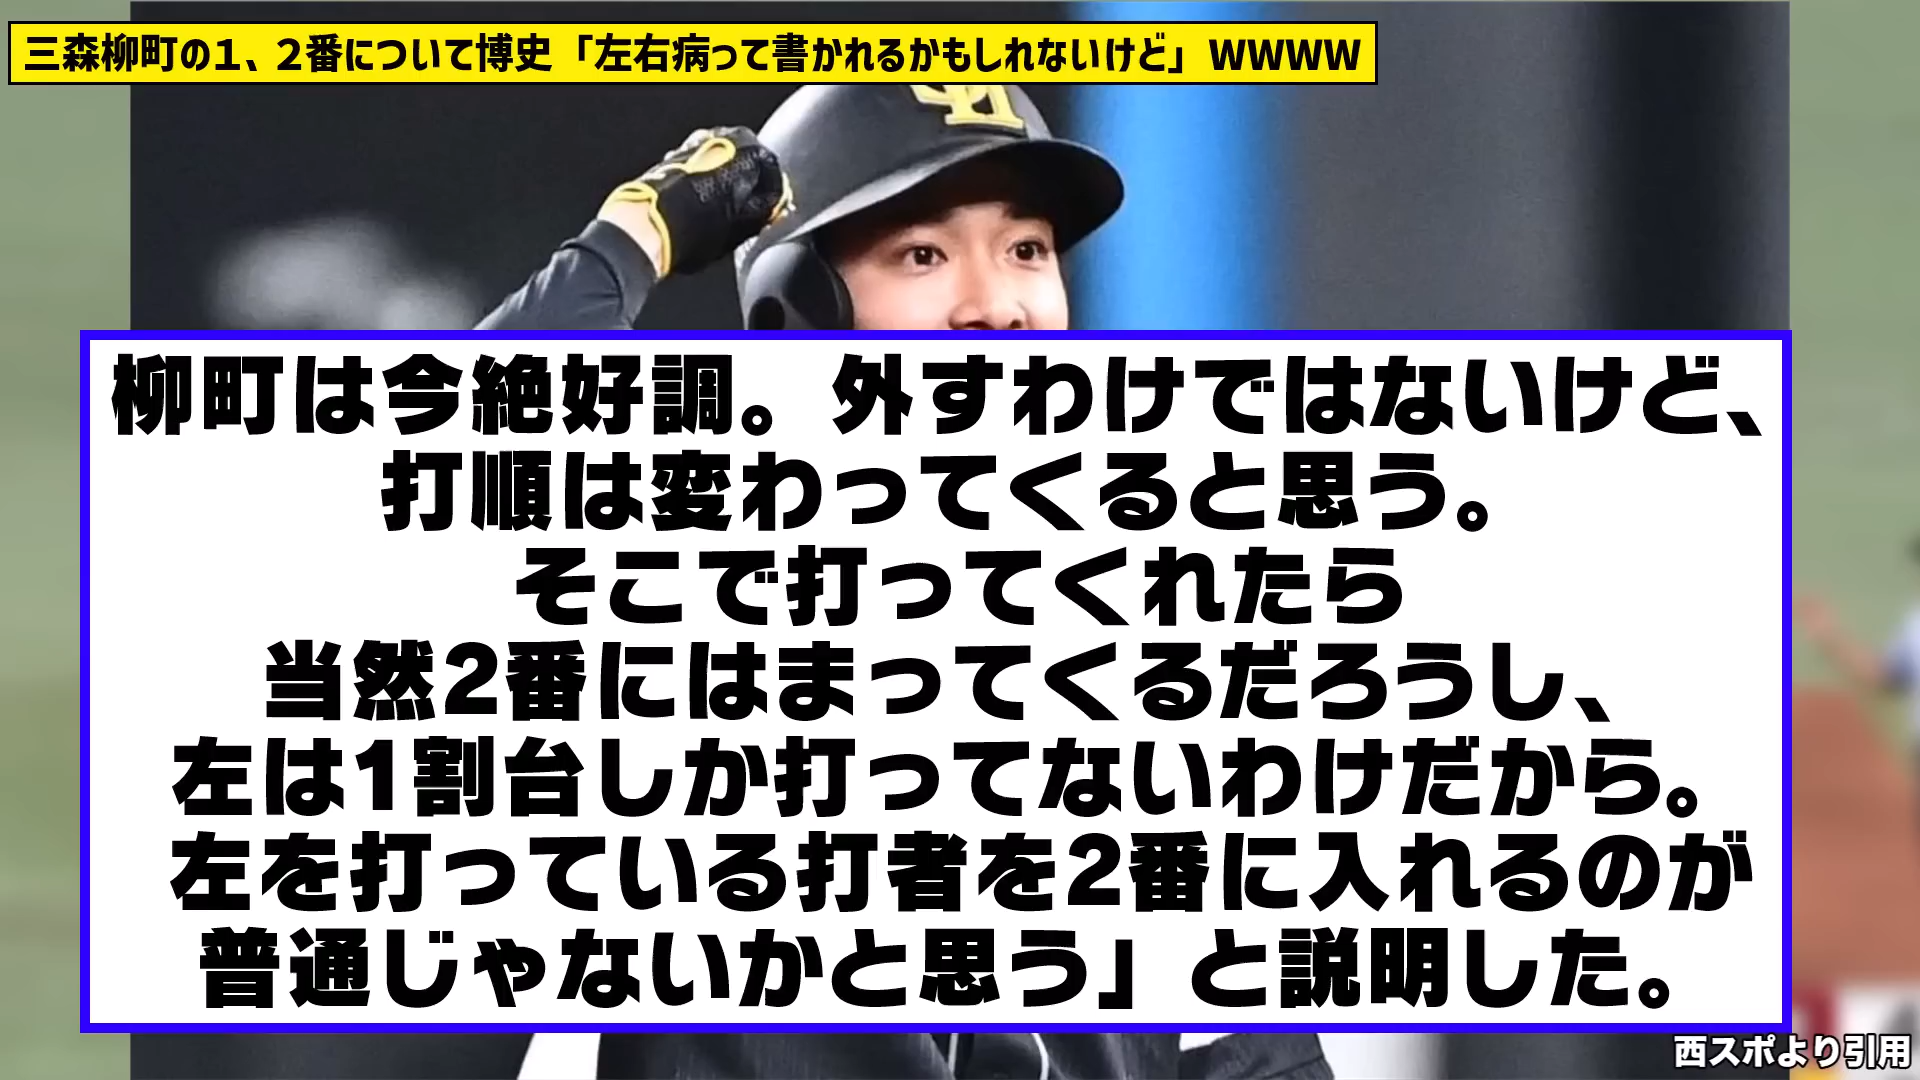 三森柳町の１、２番について博史「左右病って書かれるかもしれないけど」WWWW
柳町は今絶好調。外すわけではないけど、
打順は変わってくると思う。
そこで打ってくれたら
当然2番にはまってくるだろうし、
左は1割台しか打ってないわけだから。
左を打っている打者を2番に入れるのが
普通じゃないかと思う」と説明した。
西スポより引用